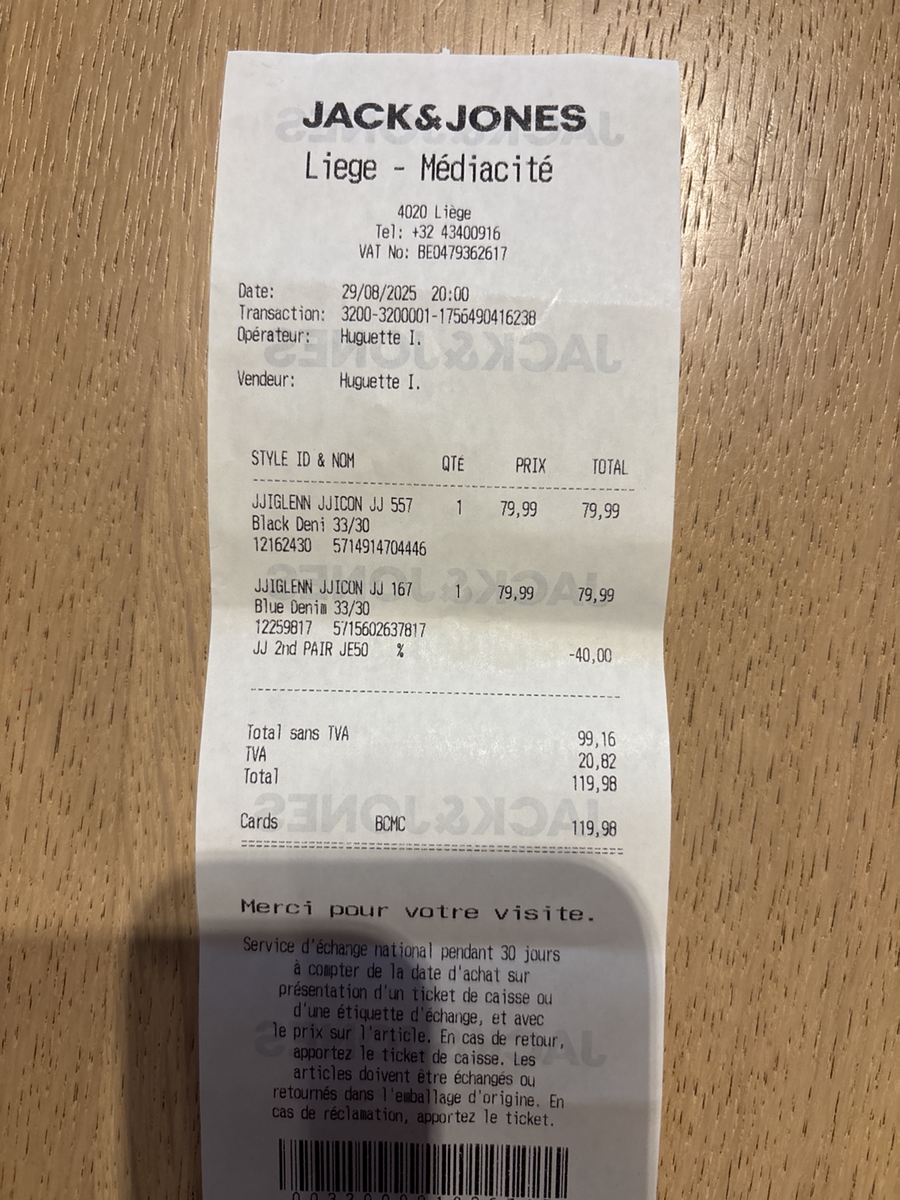 JACK&JONES
Liege - Médiacité
4020 Liège
Tel: +32 43400916
VAT No: BE0479362617
Date: 29/08/2025 20:00
Transaction: 3200-3200001-1756490416238
Opérateur: Huguette I.
Vendeur: Huguette I.
STYLE ID & NOM QTÉ PRIX TOTAL
JJIGLENN JJICON JJ 557 1 79,99 79,99
Black Deni 33/30
12162430 5714914704446
JJIGLENN JJICON JJ 167 1 79,99 79,99
Blue Denim 33/30
12259817 5715602637817
JJ 2nd PAIR JE50 % -40,00
Total sans TVA 99,16
TVA 20,82
Total 119,98
Cards BCMC 119,98
Merci pour votre visite.
Service d'échange national pendant 30 jours
à compter de la date d'achat sur
présentation d'un ticket de caisse ou
d'une étiquette d'échange, et avec
le prix sur l'article. En cas de retour,
apportez le ticket de caisse. Les
articles doivent être échangés ou
retournés dans l'emballage d'origine. En
cas de réclamation, apportez le ticket.